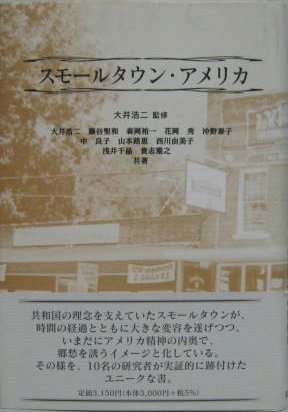 スモールタウン・アメリカ
大井浩二 監修
大井浩二 藤谷聖和 森岡裕一 花岡 秀 沖野泰子
中 良子 山本晧恵 西川由美子
浅井千晶 貴志雅之
共著
共和国の理念を支えていたスモールタウンが、
時間の経過とともに大きな変容を遂げつつ、
いまだにアメリカ精神の内奥で、
郷愁を誘うイメージと化している。
その様を、10名の研究者が実証的に跡付けた
ユニークな書。
定価3,150円(本体3,000円+税5%)